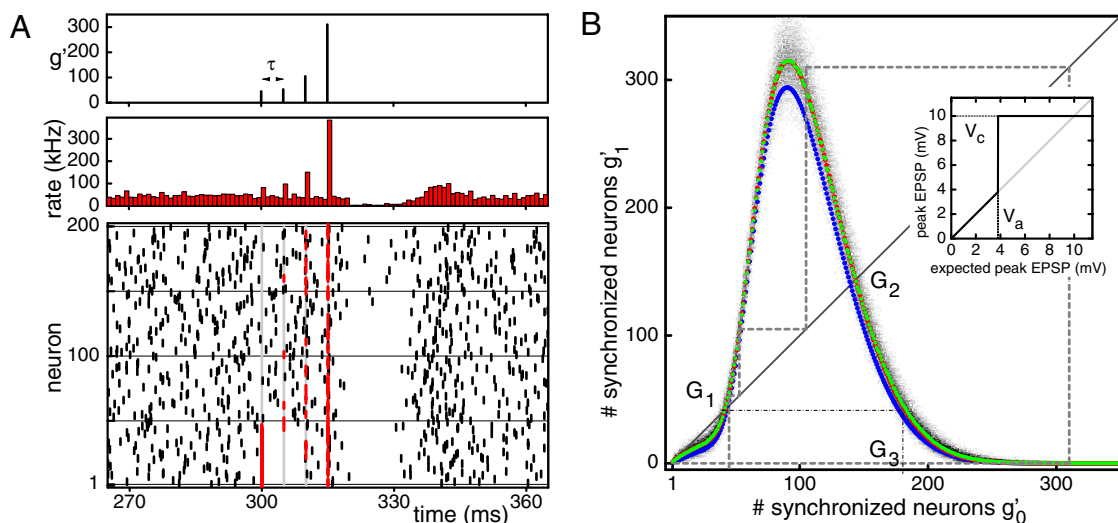 A
g'
300
200
100
0
τ
rate (kHz)
300
200
100
0
neuron
200
100
1
270
300
330
360
time (ms)
B
# synchronized neurons g'1
300
200
100
0
G1
G2
G3
peak EPSP (mV)
10
8
6
4
2
0
Vc
Va
0 2 4 6 8 10
expected peak EPSP (mV)
1
100
200
300
# synchronized neurons g'0